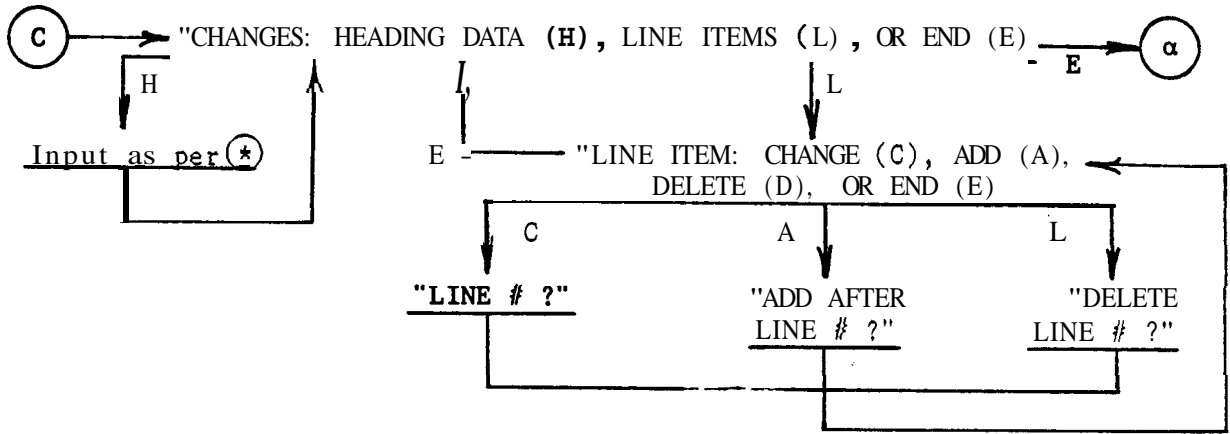 C "CHANGES: HEADING DATA (H), LINE ITEMS (L), OR END (E) E α
H L
Input as per *
E "LINE ITEM: CHANGE (C), ADD (A),
DELETE (D), OR END (E)
C A L
"LINE # ?" "ADD AFTER "DELETE
LINE # ?" LINE # ?"